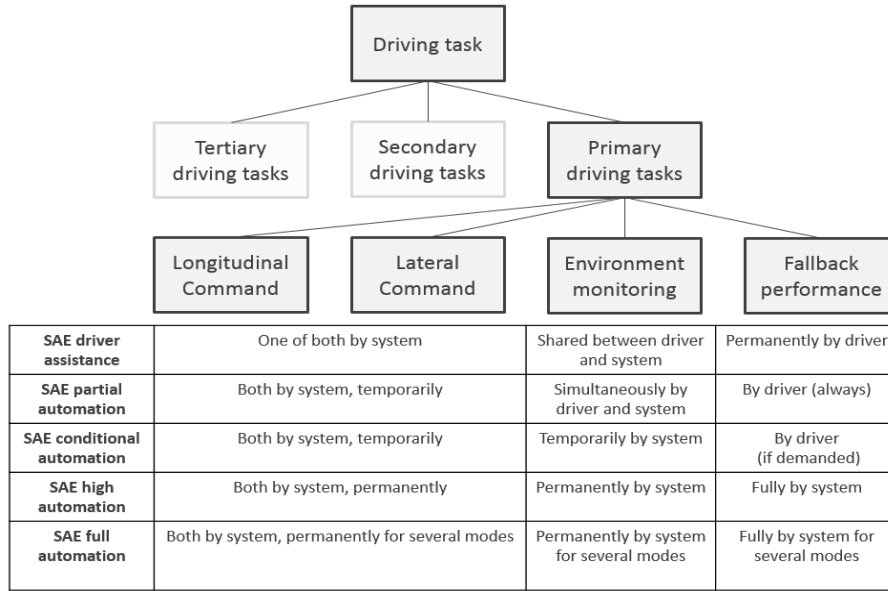 Driving task
Tertiary
driving tasks
Secondary
driving tasks
Primary
driving tasks
Longitudinal
Command
Lateral
Command
Environment
monitoring
Fallback
performance
SAE driver
assistance
One of both by system
Shared between driver
and system
Permanently by driver
SAE partial
automation
Both by system, temporarily
Simultaneously by
driver and system
By driver (always)
SAE conditional
automation
Both by system, temporarily
Temporarily by system
By driver
(if demanded)
SAE high
automation
Both by system, permanently
Permanently by system
Fully by system
SAE full
automation
Both by system, permanently for several modes
Permanently by system
for several modes
Fully by system for
several modes